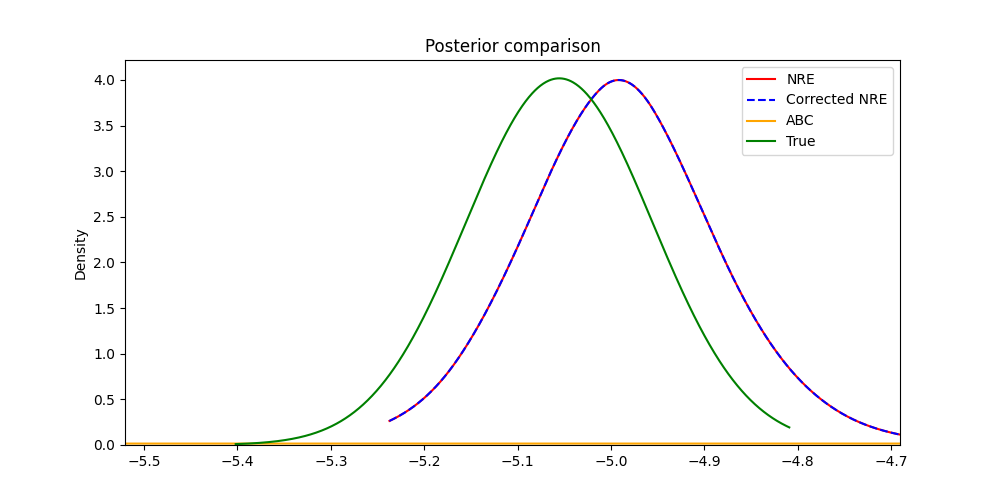 Posterior comparison
NRE
Corrected NRE
ABC
True
Density
4.0
3.5
3.0
2.5
2.0
1.5
1.0
0.5
0.0
−5.5 −5.4 −5.3 −5.2 −5.1 −5.0 −4.9 −4.8 −4.7